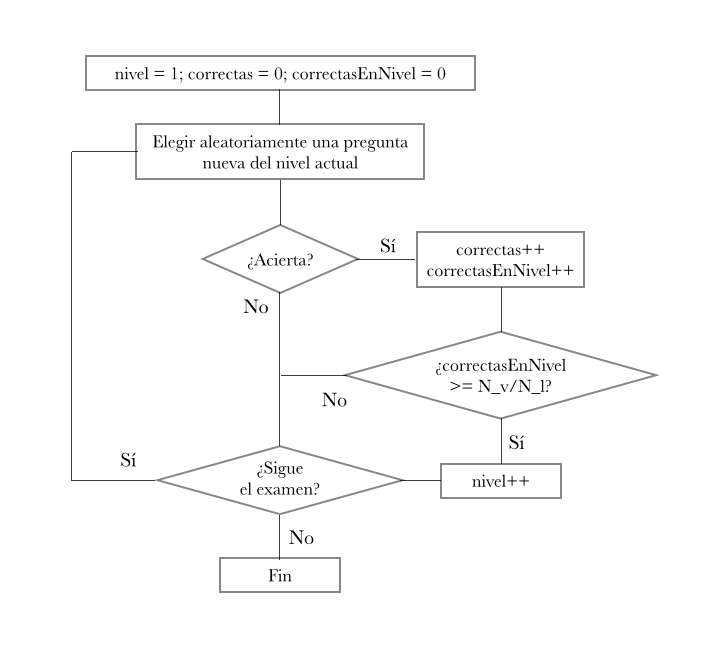 nivel = 1; correctas = 0; correctasEnNivel = 0
Elegir aleatoriamente una pregunta
nueva del nivel actual
¿Acierta?
Sí
correctas++
correctasEnNivel++
No
¿correctasEnNivel
>= N_v/N_l?
No
Sí
Sí
¿Sigue
el examen?
nivel++
No
Fin